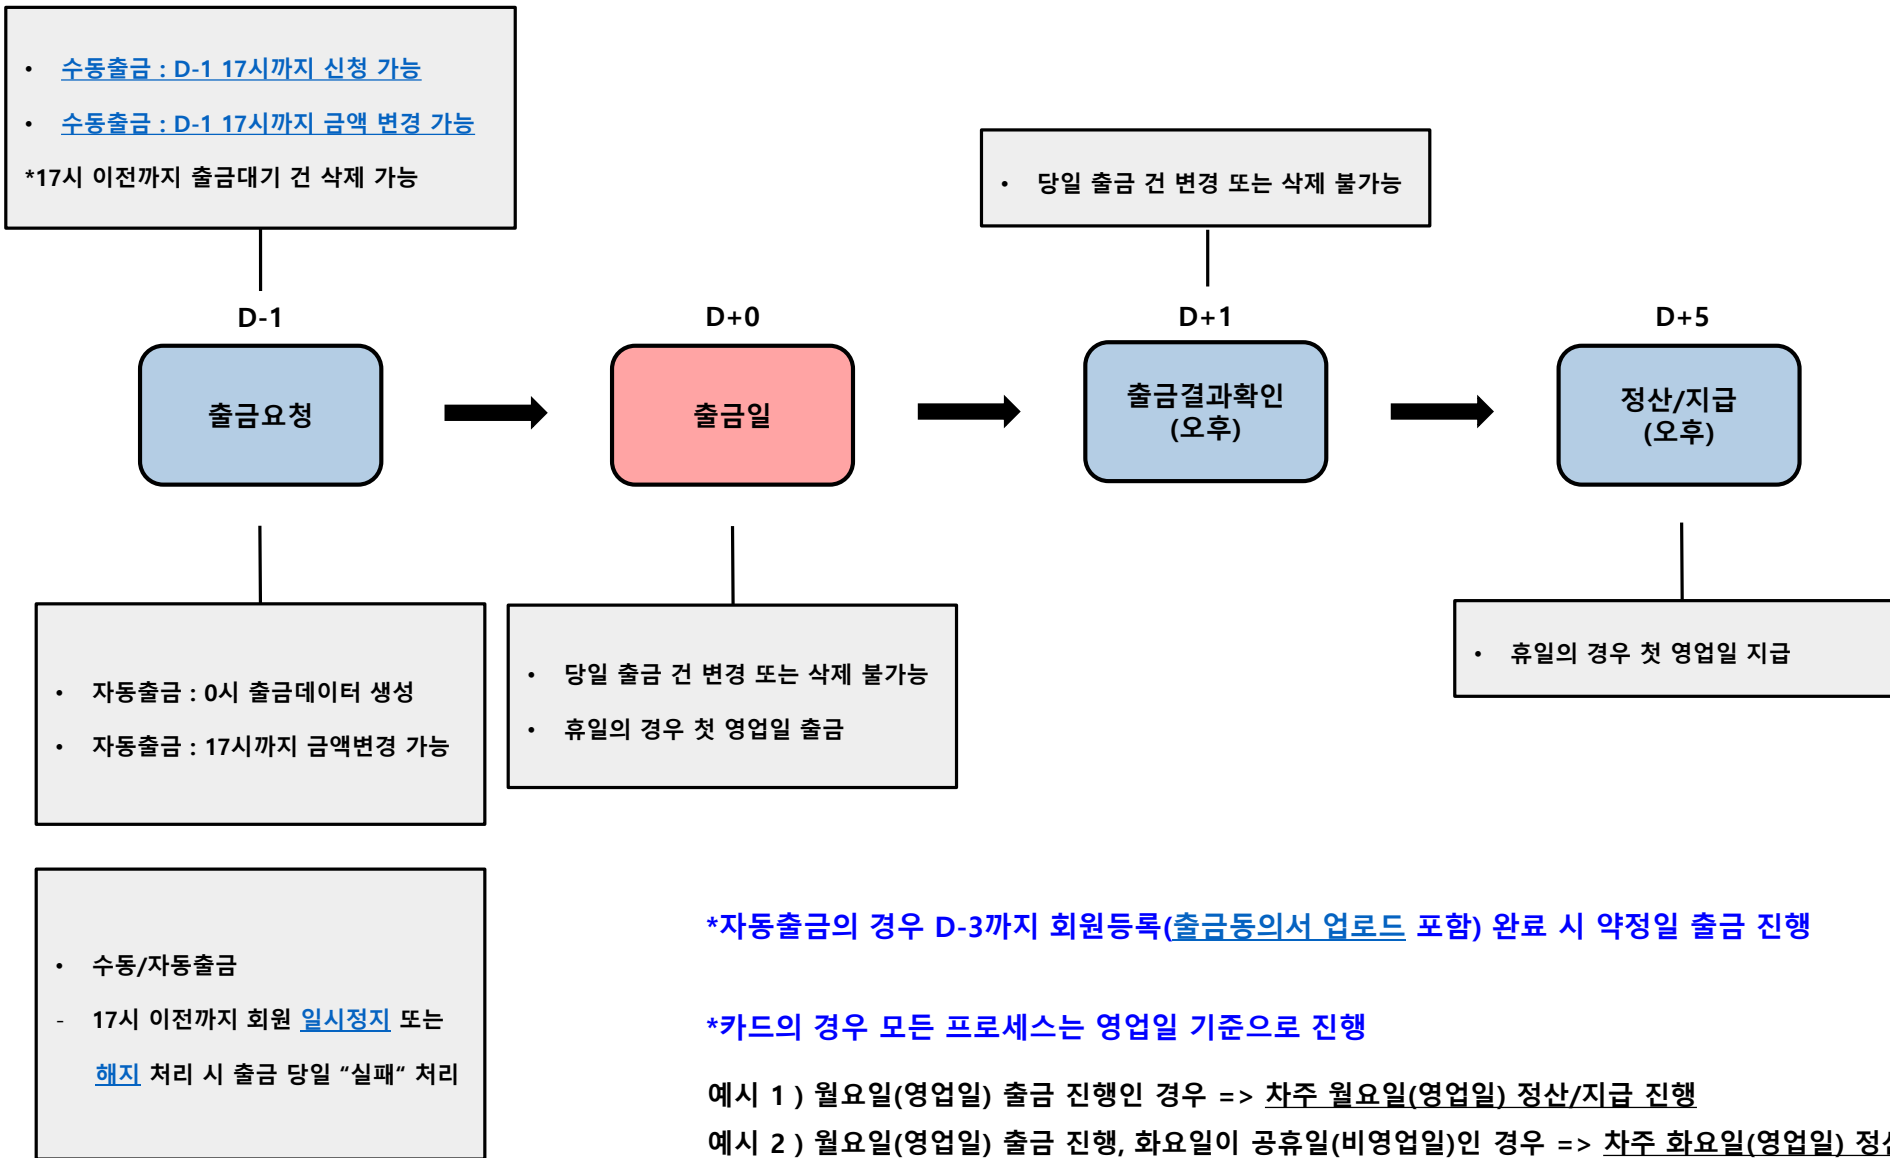 • 수동출금 : D-1 17시까지 신청 가능
• 수동출금 : D-1 17시까지 금액 변경 가능
*17시 이전까지 출금대기 건 삭제 가능
• 당일 출금 건 변경 또는 삭제 불가능
D-1
D+0
D+1
D+5
출금요청
출금일
출금결과확인
(오후)
정산/지급
(오후)
• 자동출금 : 0시 출금데이터 생성
• 자동출금 : 17시까지 금액변경 가능
• 당일 출금 건 변경 또는 삭제 불가능
• 휴일의 경우 첫 영업일 출금
• 휴일의 경우 첫 영업일 지급
• 수동/자동출금
- 17시 이전까지 회원 일시정지 또는
해지 처리 시 출금 당일 “실패“ 처리
*자동출금의 경우 D-3까지 회원등록(출금동의서 업로드 포함) 완료 시 약정일 출금 진행
*카드의 경우 모든 프로세스는 영업일 기준으로 진행
예시 1 ) 월요일(영업일) 출금 진행인 경우 => 차주 월요일(영업일) 정산/지급 진행
예시 2 ) 월요일(영업일) 출금 진행, 화요일이 공휴일(비영업일)인 경우 => 차주 화요일(영업일)